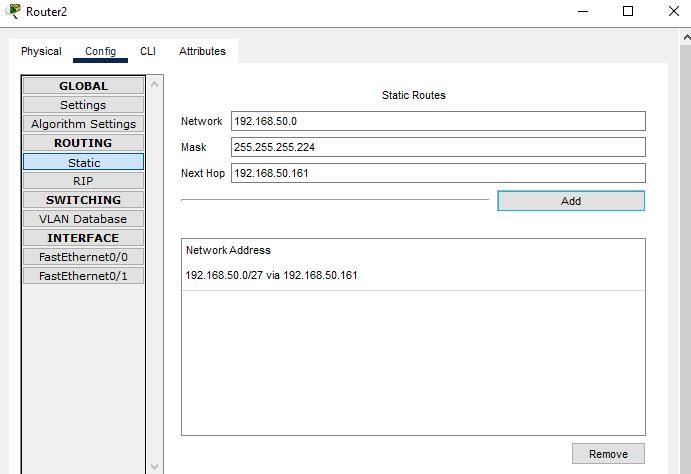 Router2
Physical Config CLI Attributes
GLOBAL
Settings
Algorithm Settings
ROUTING
Static
RIP
SWITCHING
VLAN Database
INTERFACE
FastEthernet0/0
FastEthernet0/1
Static Routes
Network 192.168.50.0
Mask 255.255.255.224
Next Hop 192.168.50.161
Add
Network Address
192.168.50.0/27 via 192.168.50.161
Remove